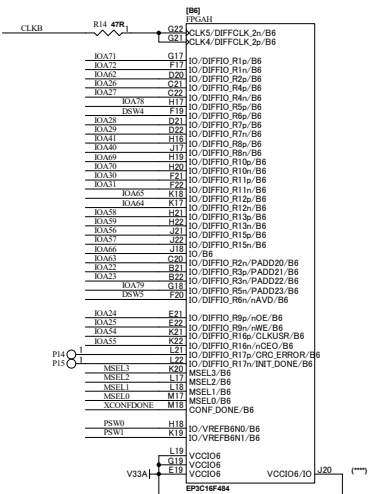 [B6]
FPGAH
CLKB R14 47R G22 CLK5/DIFFCLK_2n/B6
G21 CLK4/DIFFCLK_2p/B6
IOA71 G17 IO/DIFFIO_R1p/B6
IOA72 F17 IO/DIFFIO_R1n/B6
IOA62 D20 IO/DIFFIO_R2p/B6
IOA26 C21 IO/DIFFIO_R4p/B6
IOA27 C22 IO/DIFFIO_R4n/B6
IOA78 H17 IO/DIFFIO_R5p/B6
DSW4 F19 IO/DIFFIO_R6p/B6
IOA28 D21 IO/DIFFIO_R7p/B6
IOA29 D22 IO/DIFFIO_R7n/B6
IOA41 H16 IO/DIFFIO_R8p/B6
IOA40 J17 IO/DIFFIO_R8n/B6
IOA69 H19 IO/DIFFIO_R10p/B6
IOA70 H20 IO/DIFFIO_R10n/B6
IOA30 F21 IO/DIFFIO_R11p/B6
IOA31 F22 IO/DIFFIO_R11n/B6
IOA65 K18 IO/DIFFIO_R12p/B6
IOA64 K17 IO/DIFFIO_R12n/B6
IOA58 H21 IO/DIFFIO_R13p/B6
IOA59 H22 IO/DIFFIO_R13n/B6
IOA56 J21 IO/DIFFIO_R15p/B6
IOA57 J22 IO/DIFFIO_R15n/B6
IOA66 J18 IO/B6
IOA63 C20 IO/DIFFIO_R2n/PADD20/B6
IOA22 B21 IO/DIFFIO_R3p/PADD21/B6
IOA23 B22 IO/DIFFIO_R3n/PADD22/B6
IOA79 G18 IO/DIFFIO_R5n/PADD23/B6
DSW5 F20 IO/DIFFIO_R6n/nAVD/B6
IOA24 E21 IO/DIFFIO_R9p/nOE/B6
IOA25 E22 IO/DIFFIO_R9n/nWE/B6
IOA54 K21 IO/DIFFIO_R16p/CLKUSR/B6
IOA55 K22 IO/DIFFIO_R16n/nCEO/B6
P14 1 L21 IO/DIFFIO_R17p/CRC_ERROR/B6
P15 1 L22 IO/DIFFIO_R17n/INIT_DONE/B6
MSEL3 K20 MSEL3/B6
MSEL2 L17 MSEL2/B6
MSEL1 L18 MSEL1/B6
MSEL0 M17 MSEL0/B6
XCONFDONE M18 CONF_DONE/B6
PSW0 H18 IO/VREFB6N0/B6
PSW1 K19 IO/VREFB6N1/B6
L19 VCCIO6
G19 VCCIO6
V33A E19 VCCIO6 VCCIO6/IO J20 (****)
EP3C16F484